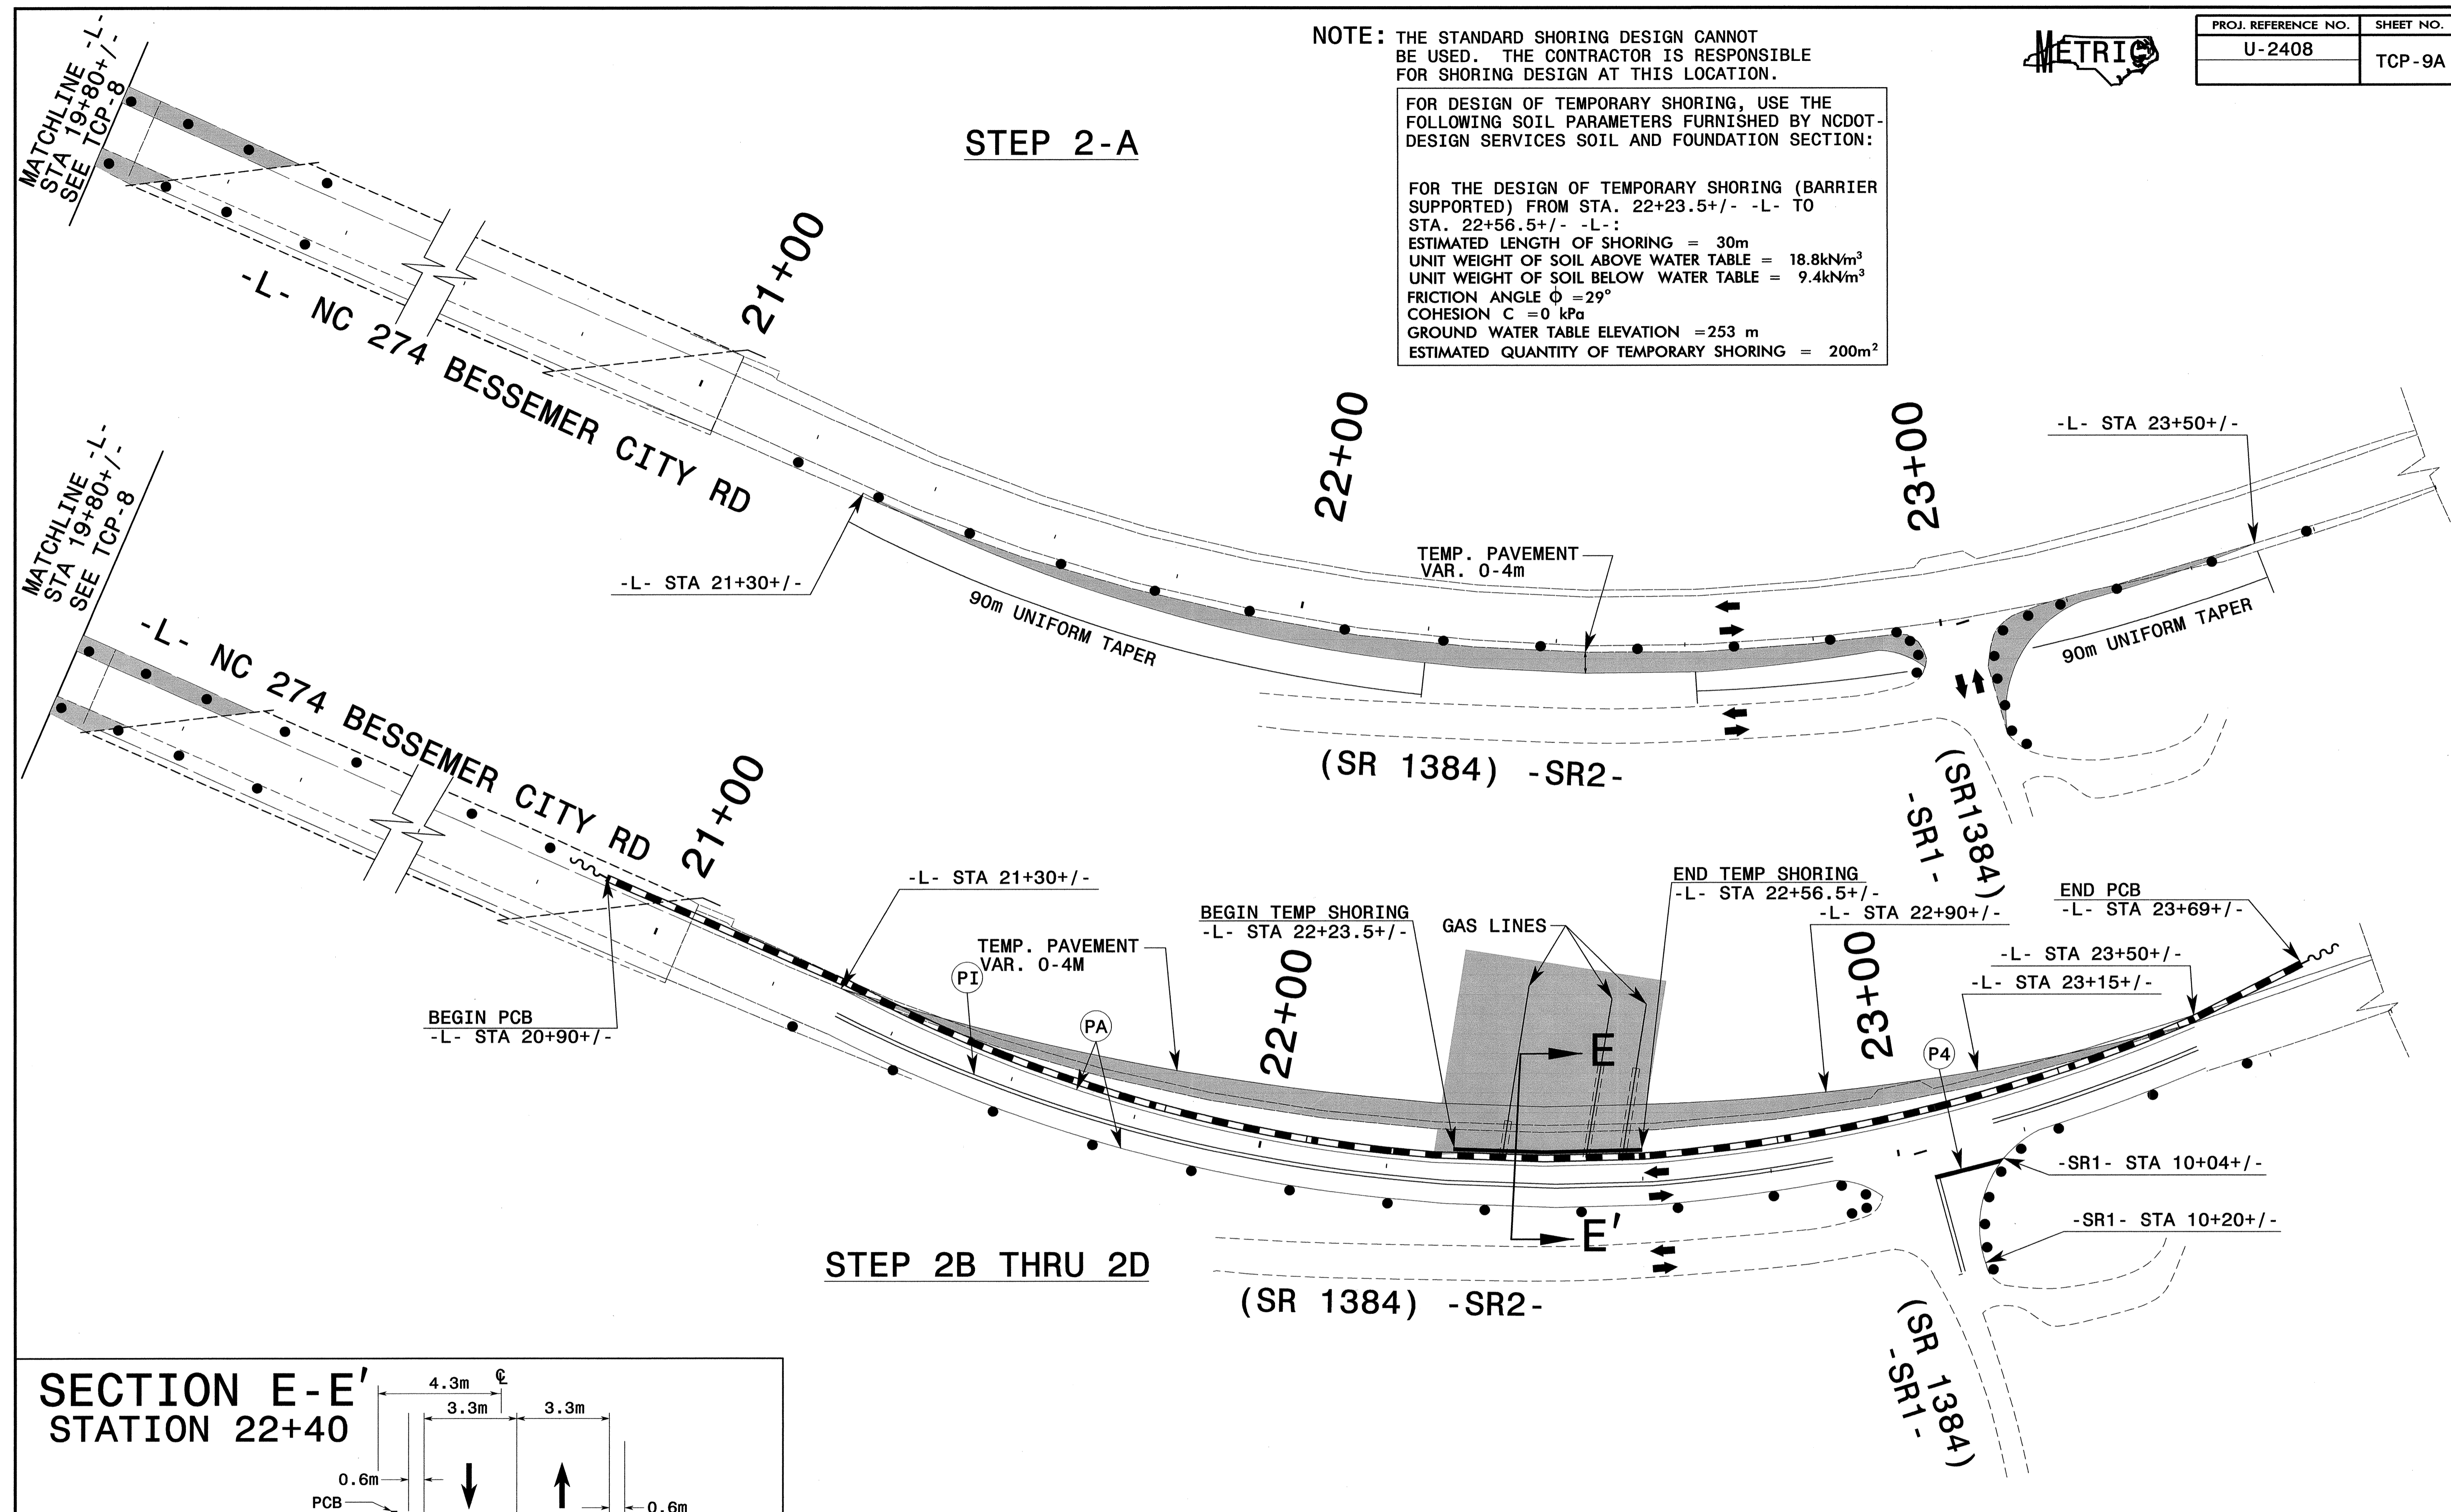 PROJ. REFERENCE NO.
SHEET NO.
U-2408
TCP-9A
METRIC
NOTE: THE STANDARD SHORING DESIGN CANNOT
BE USED. THE CONTRACTOR IS RESPONSIBLE
FOR SHORING DESIGN AT THIS LOCATION.
FOR DESIGN OF TEMPORARY SHORING, USE THE
FOLLOWING SOIL PARAMETERS FURNISHED BY NCDOT-
DESIGN SERVICES SOIL AND FOUNDATION SECTION:
FOR THE DESIGN OF TEMPORARY SHORING (BARRIER
SUPPORTED) FROM STA. 22+23.5+/- -L- TO
STA. 22+56.5+/- -L-:
ESTIMATED LENGTH OF SHORING = 30m
UNIT WEIGHT OF SOIL ABOVE WATER TABLE = 18.8kN/m³
UNIT WEIGHT OF SOIL BELOW WATER TABLE = 9.4kN/m³
FRICTION ANGLE ϕ =29°
COHESION C =0 kPa
GROUND WATER TABLE ELEVATION =253 m
ESTIMATED QUANTITY OF TEMPORARY SHORING = 200m²
STEP 2-A
MATCHLINE -L-
STA 19+80+/-
SEE TCP-8
-L- NC 274 BESSEMER CITY RD
21+00
22+00
23+00
-L- STA 23+50+/-
-L- STA 21+30+/-
TEMP. PAVEMENT
VAR. 0-4m
90m UNIFORM TAPER
90m UNIFORM TAPER
(SR 1384) -SR2-
(SR1384)
-SR1-
MATCHLINE -L-
STA 19+80+/-
SEE TCP-8
-L- NC 274 BESSEMER CITY RD
21+00
-L- STA 21+30+/-
BEGIN PCB
-L- STA 20+90+/-
TEMP. PAVEMENT
VAR. 0-4M
PI
PA
BEGIN TEMP SHORING
-L- STA 22+23.5+/-
22+00
GAS LINES
END TEMP SHORING
-L- STA 22+56.5+/-
-L- STA 22+90+/-
23+00
END PCB
-L- STA 23+69+/-
-L- STA 23+50+/-
-L- STA 23+15+/-
P4
E
E'
-SR1- STA 10+04+/-
-SR1- STA 10+20+/-
STEP 2B THRU 2D
(SR 1384) -SR2-
(SR 1384)
-SR1-
SECTION E-E'
STATION 22+40
4.3m
℄
3.3m
3.3m
0.6m
PCB
0.6m